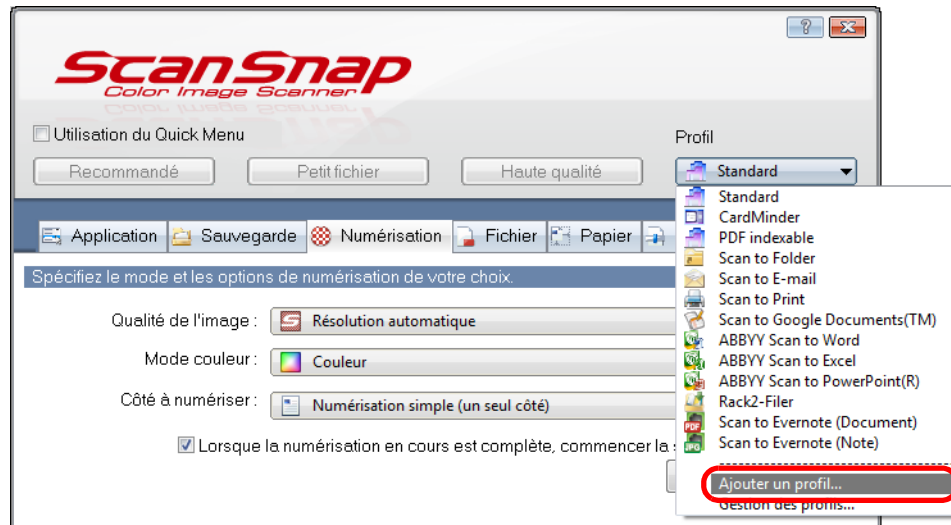 ScanSnap
Color Image Scanner
Utilisation du Quick Menu
Profil
Recommandé
Petit fichier
Haute qualité
Standard
Standard
CardMinder
PDF indexable
Scan to Folder
Scan to E-mail
Scan to Print
Scan to Google Documents(TM)
ABBYY Scan to Word
ABBYY Scan to Excel
ABBYY Scan to PowerPoint(R)
Rack2-Filer
Scan to Evernote (Document)
Scan to Evernote (Note)
Ajouter un profil...
Gestion des profils...
Application
Sauvegarde
Numérisation
Fichier
Papier
Spécifiez le mode et les options de numérisation de votre choix.
Qualité de l'image :
Résolution automatique
Mode couleur :
Couleur
Côté à numériser :
Numérisation simple (un seul côté)
Lorsque la numérisation en cours est complète, commencer la